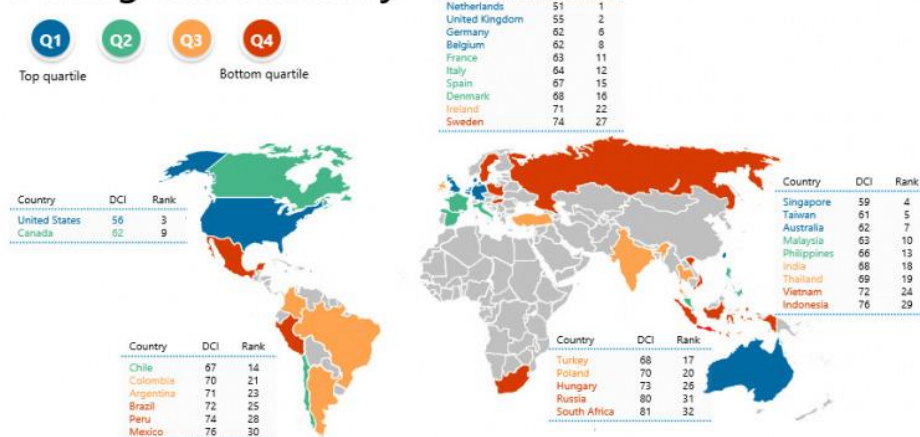 Netherlands 51 1
United Kingdom 55 2
Germany 62 6
Belgium 62 8
France 63 11
Italy 64 12
Spain 67 15
Denmark 68 16
Ireland 71 22
Sweden 74 27
Q1 Q2 Q3 Q4
Top quartile Bottom quartile
Country DCI Rank
United States 56 3
Canada 62 9
Country DCI Rank
Singapore 59 4
Taiwan 61 5
Australia 62 7
Malaysia 63 10
Philippines 66 13
India 68 18
Thailand 69 19
Vietnam 72 24
Indonesia 76 29
Country DCI Rank
Chile 67 14
Colombia 70 21
Argentina 71 23
Brazil 72 25
Peru 74 28
Mexico 76 30
Country DCI Rank
Turkey 68 17
Poland 70 20
Hungary 73 26
Russia 80 31
South Africa 81 32